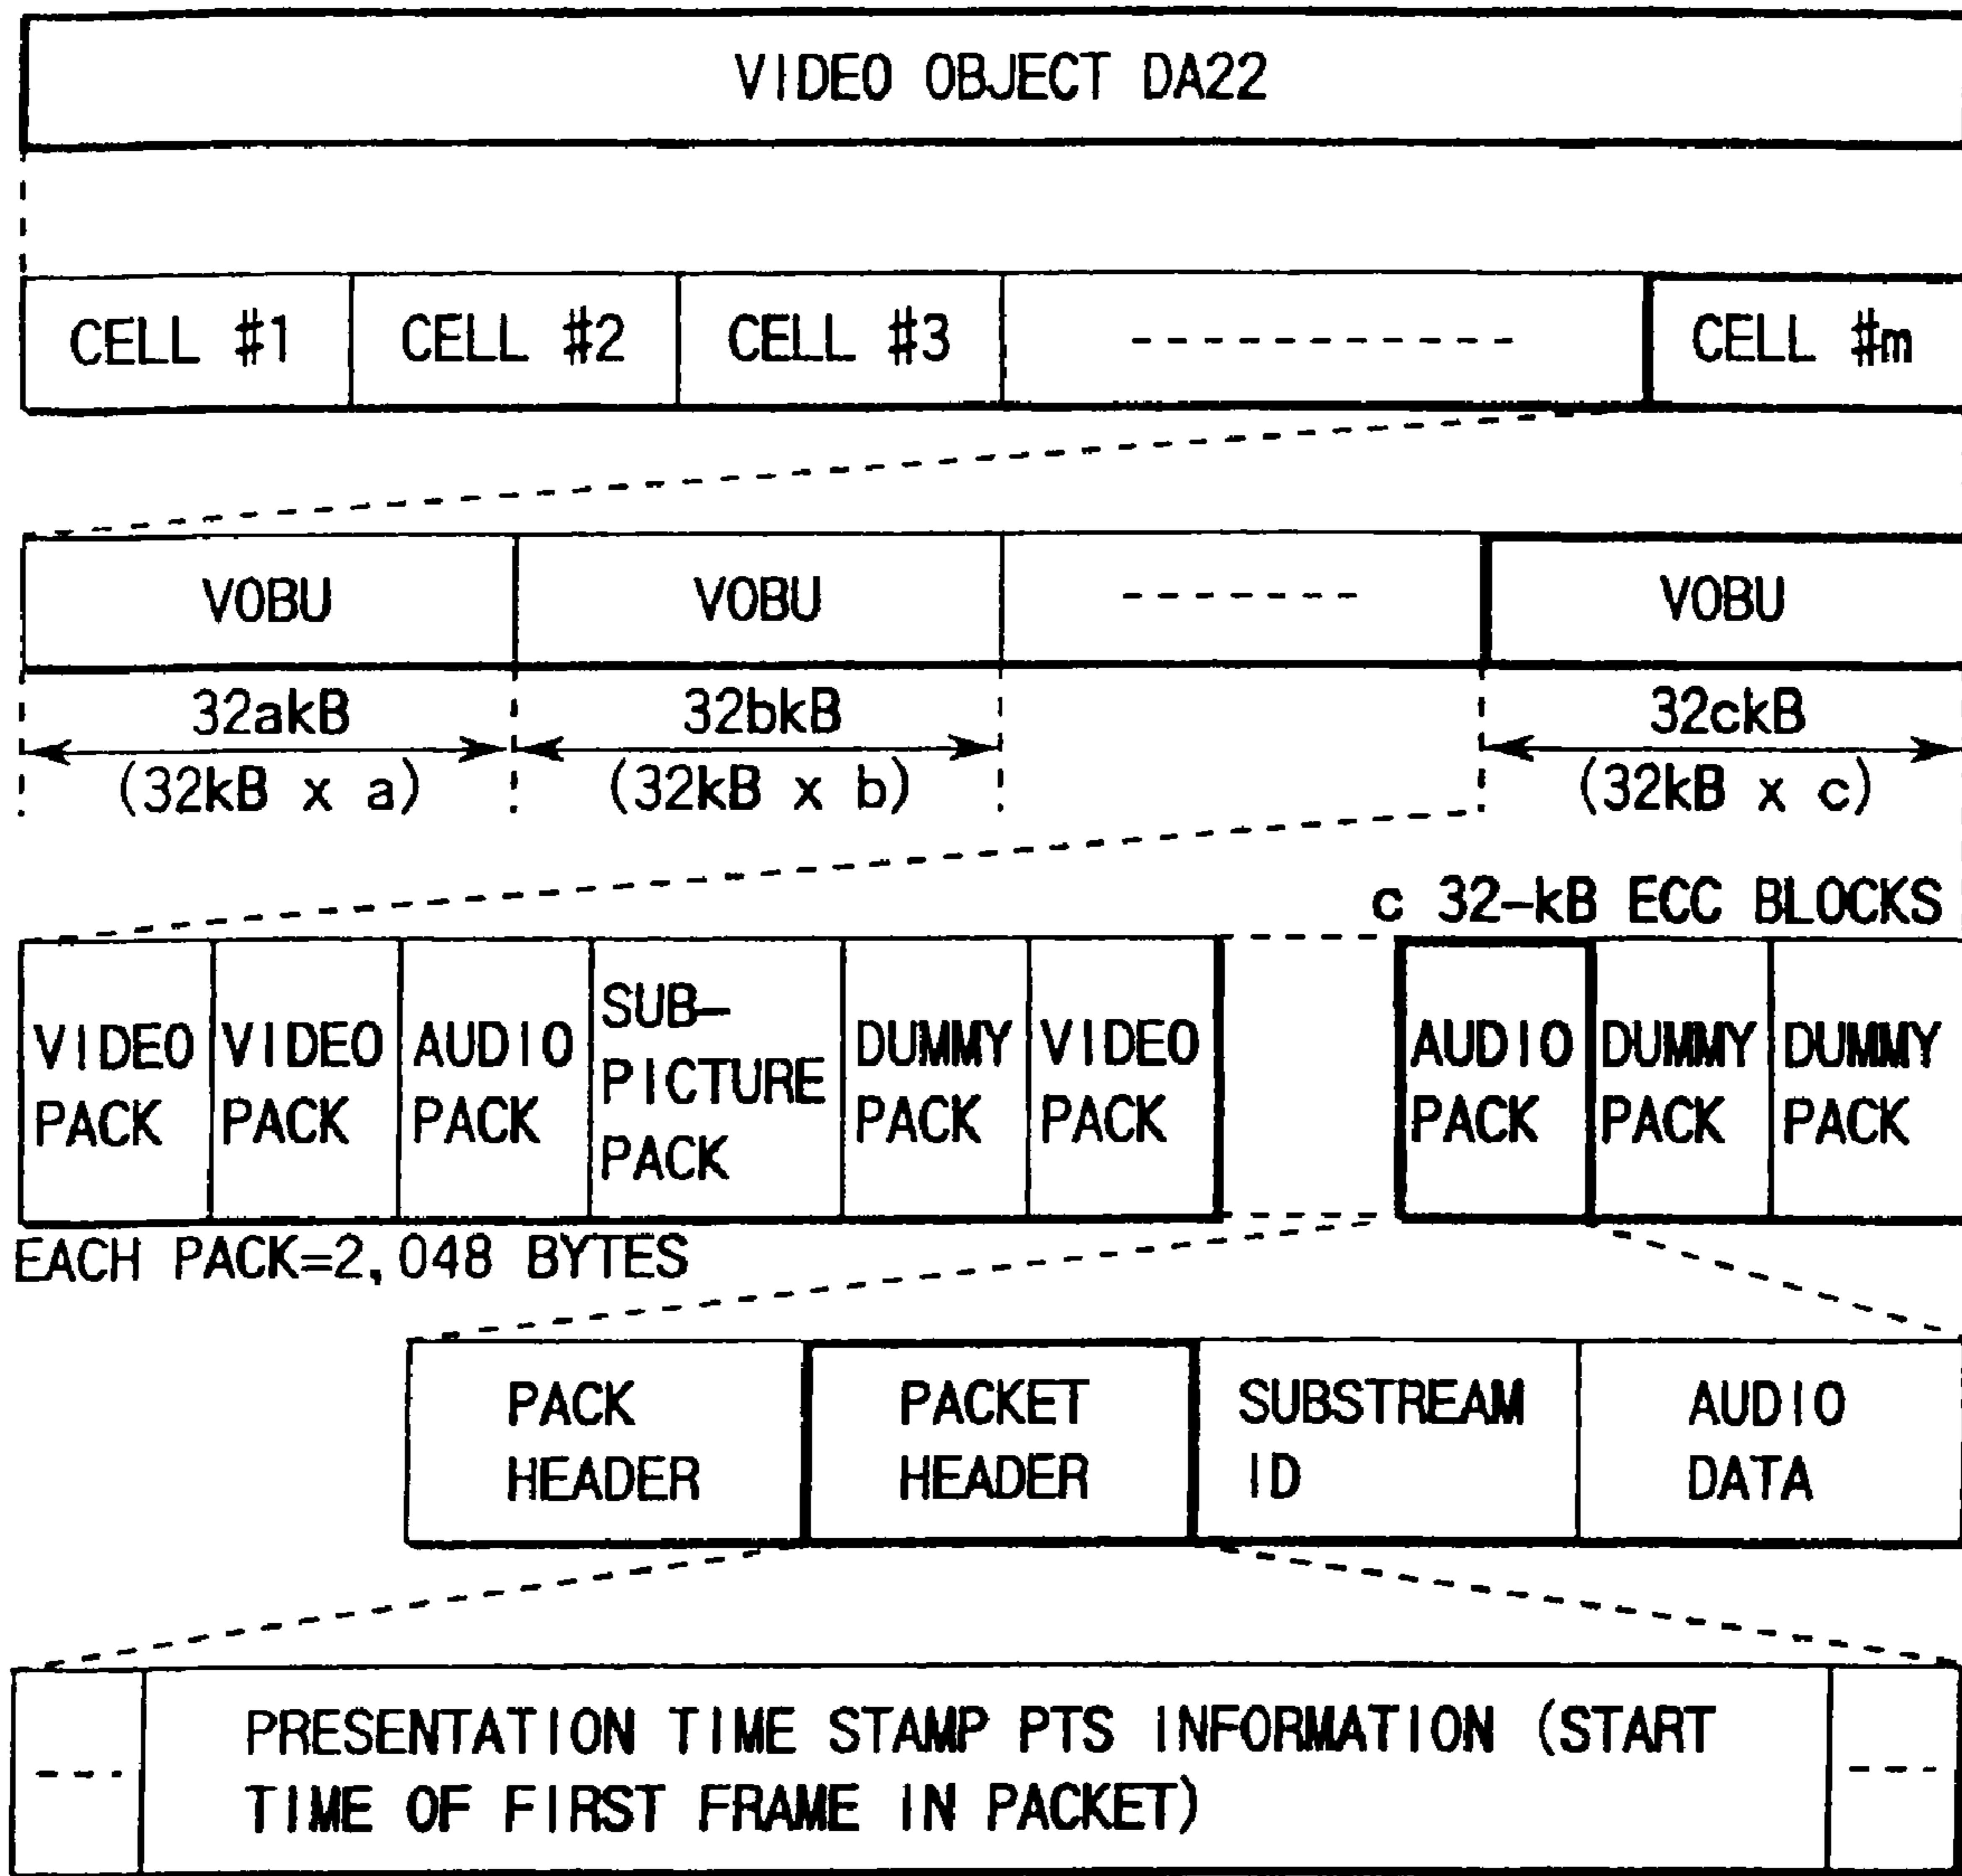 VIDEO OBJECT DA22
CELL #1 CELL #2 CELL #3 CELL #m
VOBU VOBU VOBU
32akB 32bkB 32ckB
(32kB x a) (32kB x b) (32kB x c)
c 32-kB ECC BLOCKS
VIDEO PACK
VIDEO PACK
AUDIO PACK
SUB-
PICTURE
PACK
DUMMY PACK
VIDEO PACK
AUDIO PACK
DUMMY PACK
DUMMY PACK
EACH PACK=2,048 BYTES
PACK
HEADER
PACKET
HEADER
SUBSTREAM
ID
AUDIO
DATA
PRESENTATION TIME STAMP PTS INFORMATION (START
TIME OF FIRST FRAME IN PACKET)